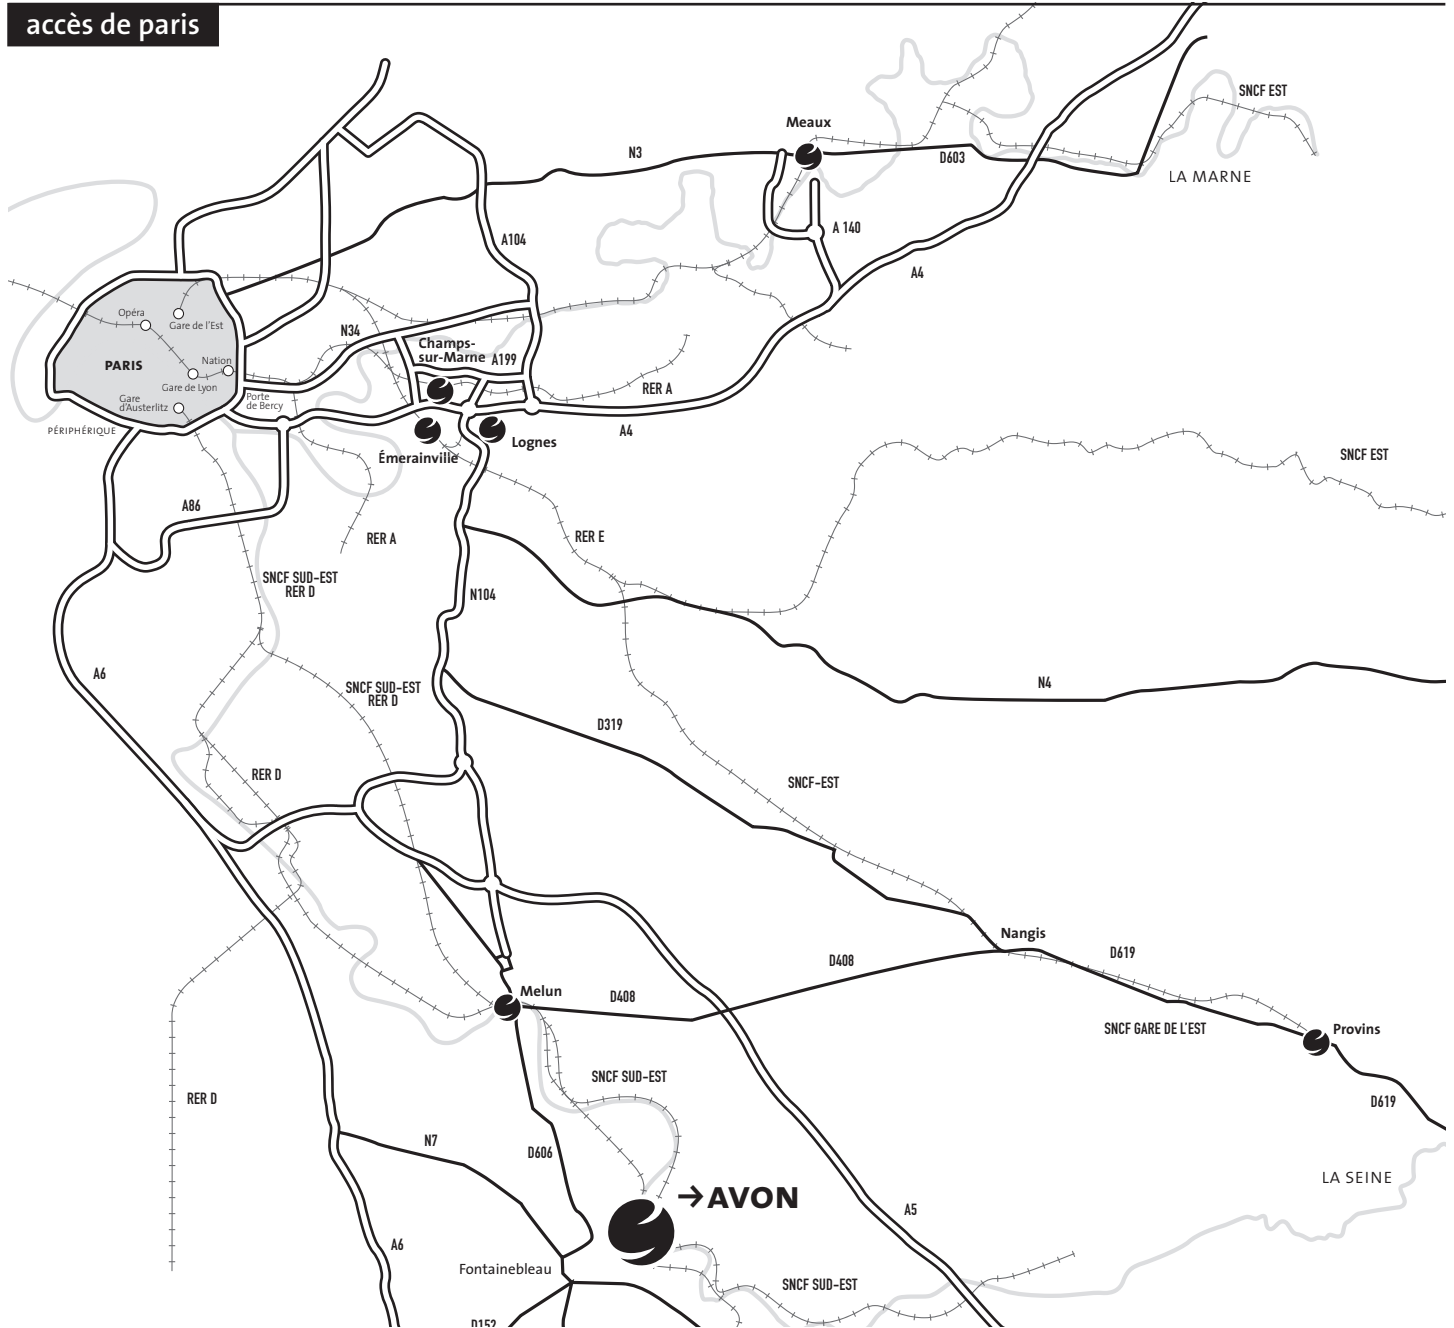 accès de paris
SNCF EST
Meaux
N3
D603
LA MARNE
A104
A 140
A4
Opéra
Gare de l'Est
N34
Champs-
sur-Marne
A199
PARIS
Nation
Gare de Lyon
RER A
Gare
d'Austerlitz
Porte
de Bercy
PÉRIPHÉRIQUE
A4
Lognes
Émerainville
SNCF EST
A86
RER A
RER E
SNCF SUD-EST
RER D
N104
A6
SNCF SUD-EST
RER D
N4
D319
RER D
SNCF-EST
Nangis
D408
D619
Melun
D408
SNCF GARE DE L'EST
Provins
SNCF SUD-EST
RER D
D619
N7
D606
LA SEINE
→AVON
A5
A6
Fontainebleau
SNCF SUD-EST
D152